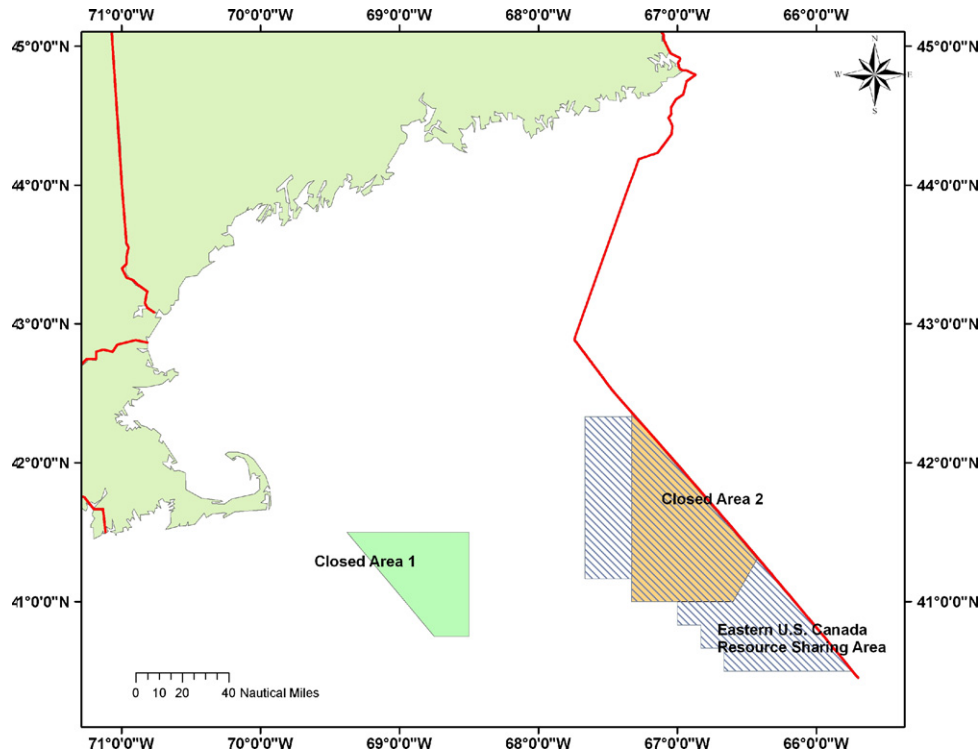 71°0'0"W 70°0'0"W 69°0'0"W 68°0'0"W 67°0'0"W 66°0'0"W
45°0'0"N 45°0'0"N
N
W E
S
44°0'0"N 44°0'0"N
43°0'0"N 43°0'0"N
42°0'0"N 42°0'0"N
Closed Area 2
Closed Area 1
41°0'0"N 41°0'0"N
Eastern U.S. Canada
Resource Sharing Area
0 10 20 40 Nautical Miles
71°0'0"W 70°0'0"W 69°0'0"W 68°0'0"W 67°0'0"W 66°0'0"W